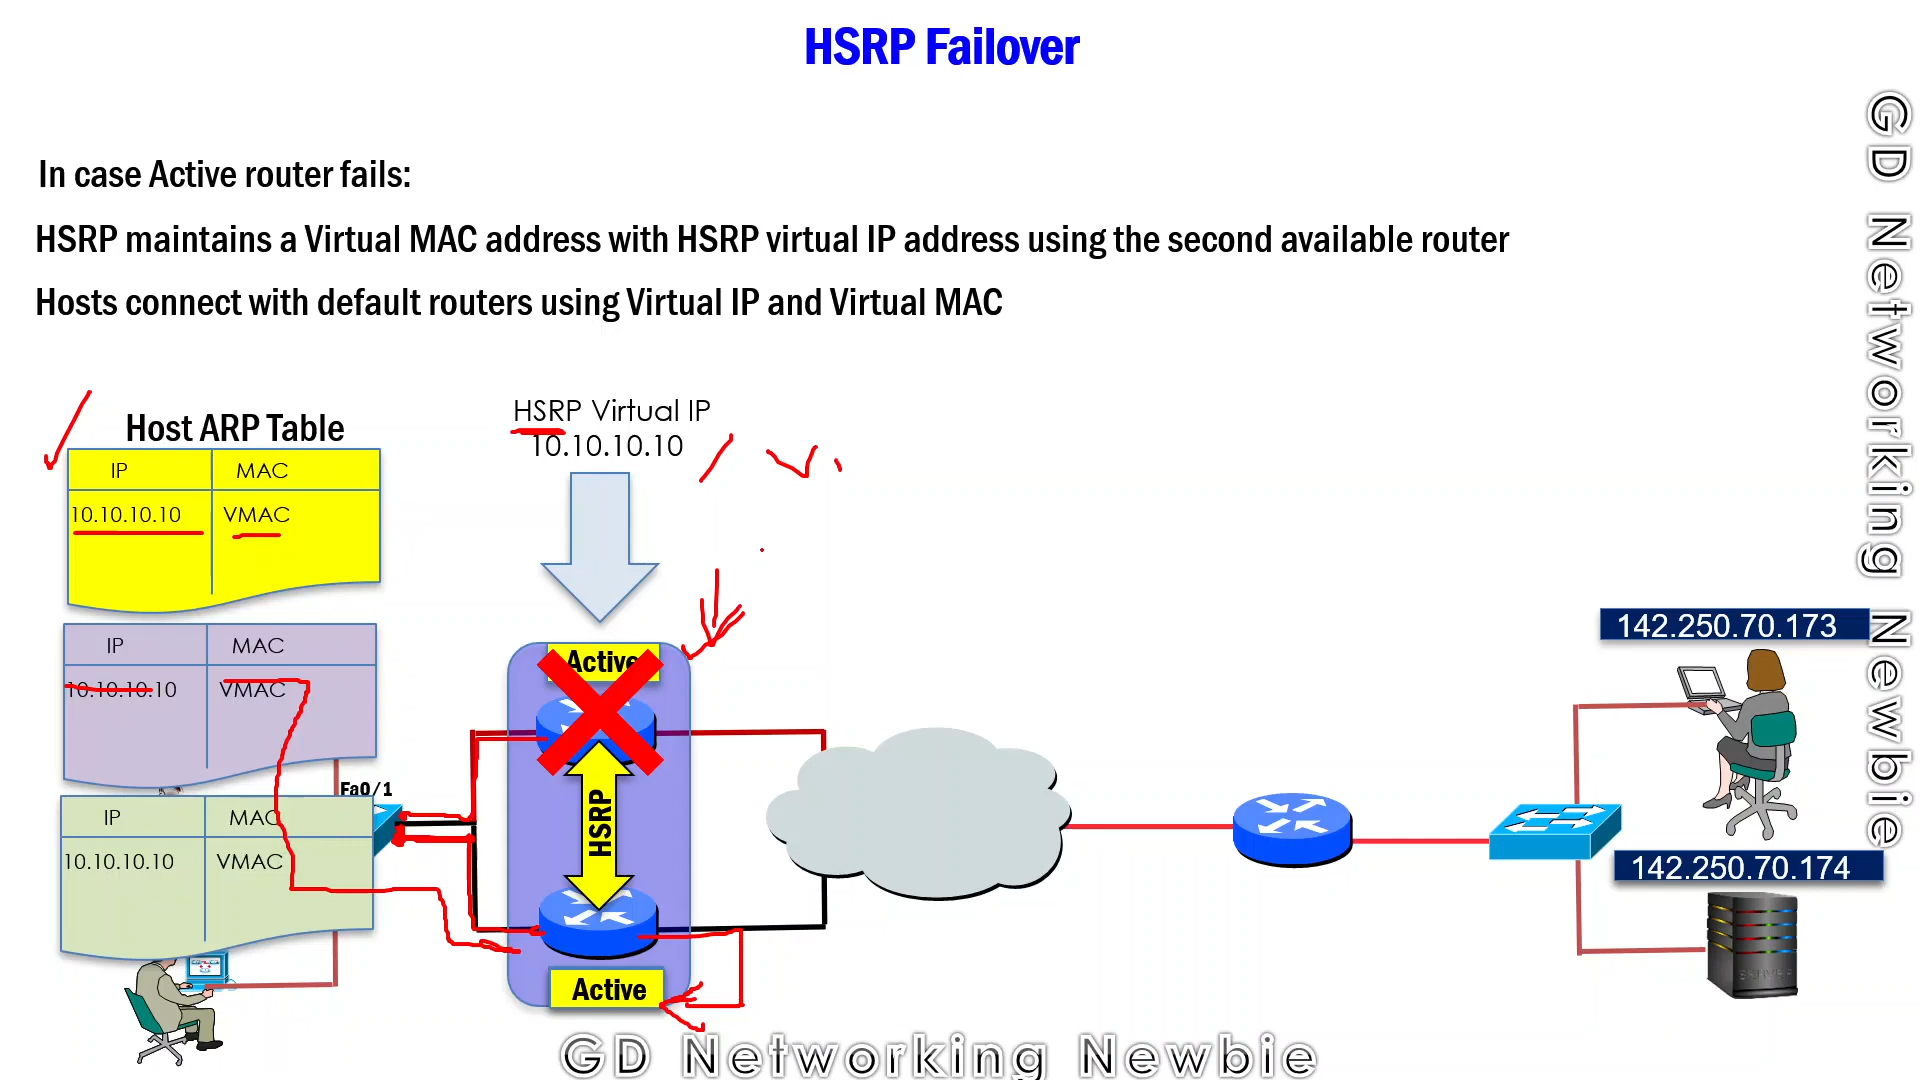 HSRP Failover
In case Active router fails:
HSRP maintains a Virtual MAC address with HSRP virtual IP address using the second available router
Hosts connect with default routers using Virtual IP and Virtual MAC
Host ARP Table
IP MAC
10.10.10.10 VMAC
IP MAC
10.10.10.10 VMAC
IP MAC
10.10.10.10 VMAC
Fa0/1
HSRP Virtual IP
10.10.10.10
Active
HSRP
Active
142.250.70.173
142.250.70.174
GD Networking Newbie
GD Networking Newbie